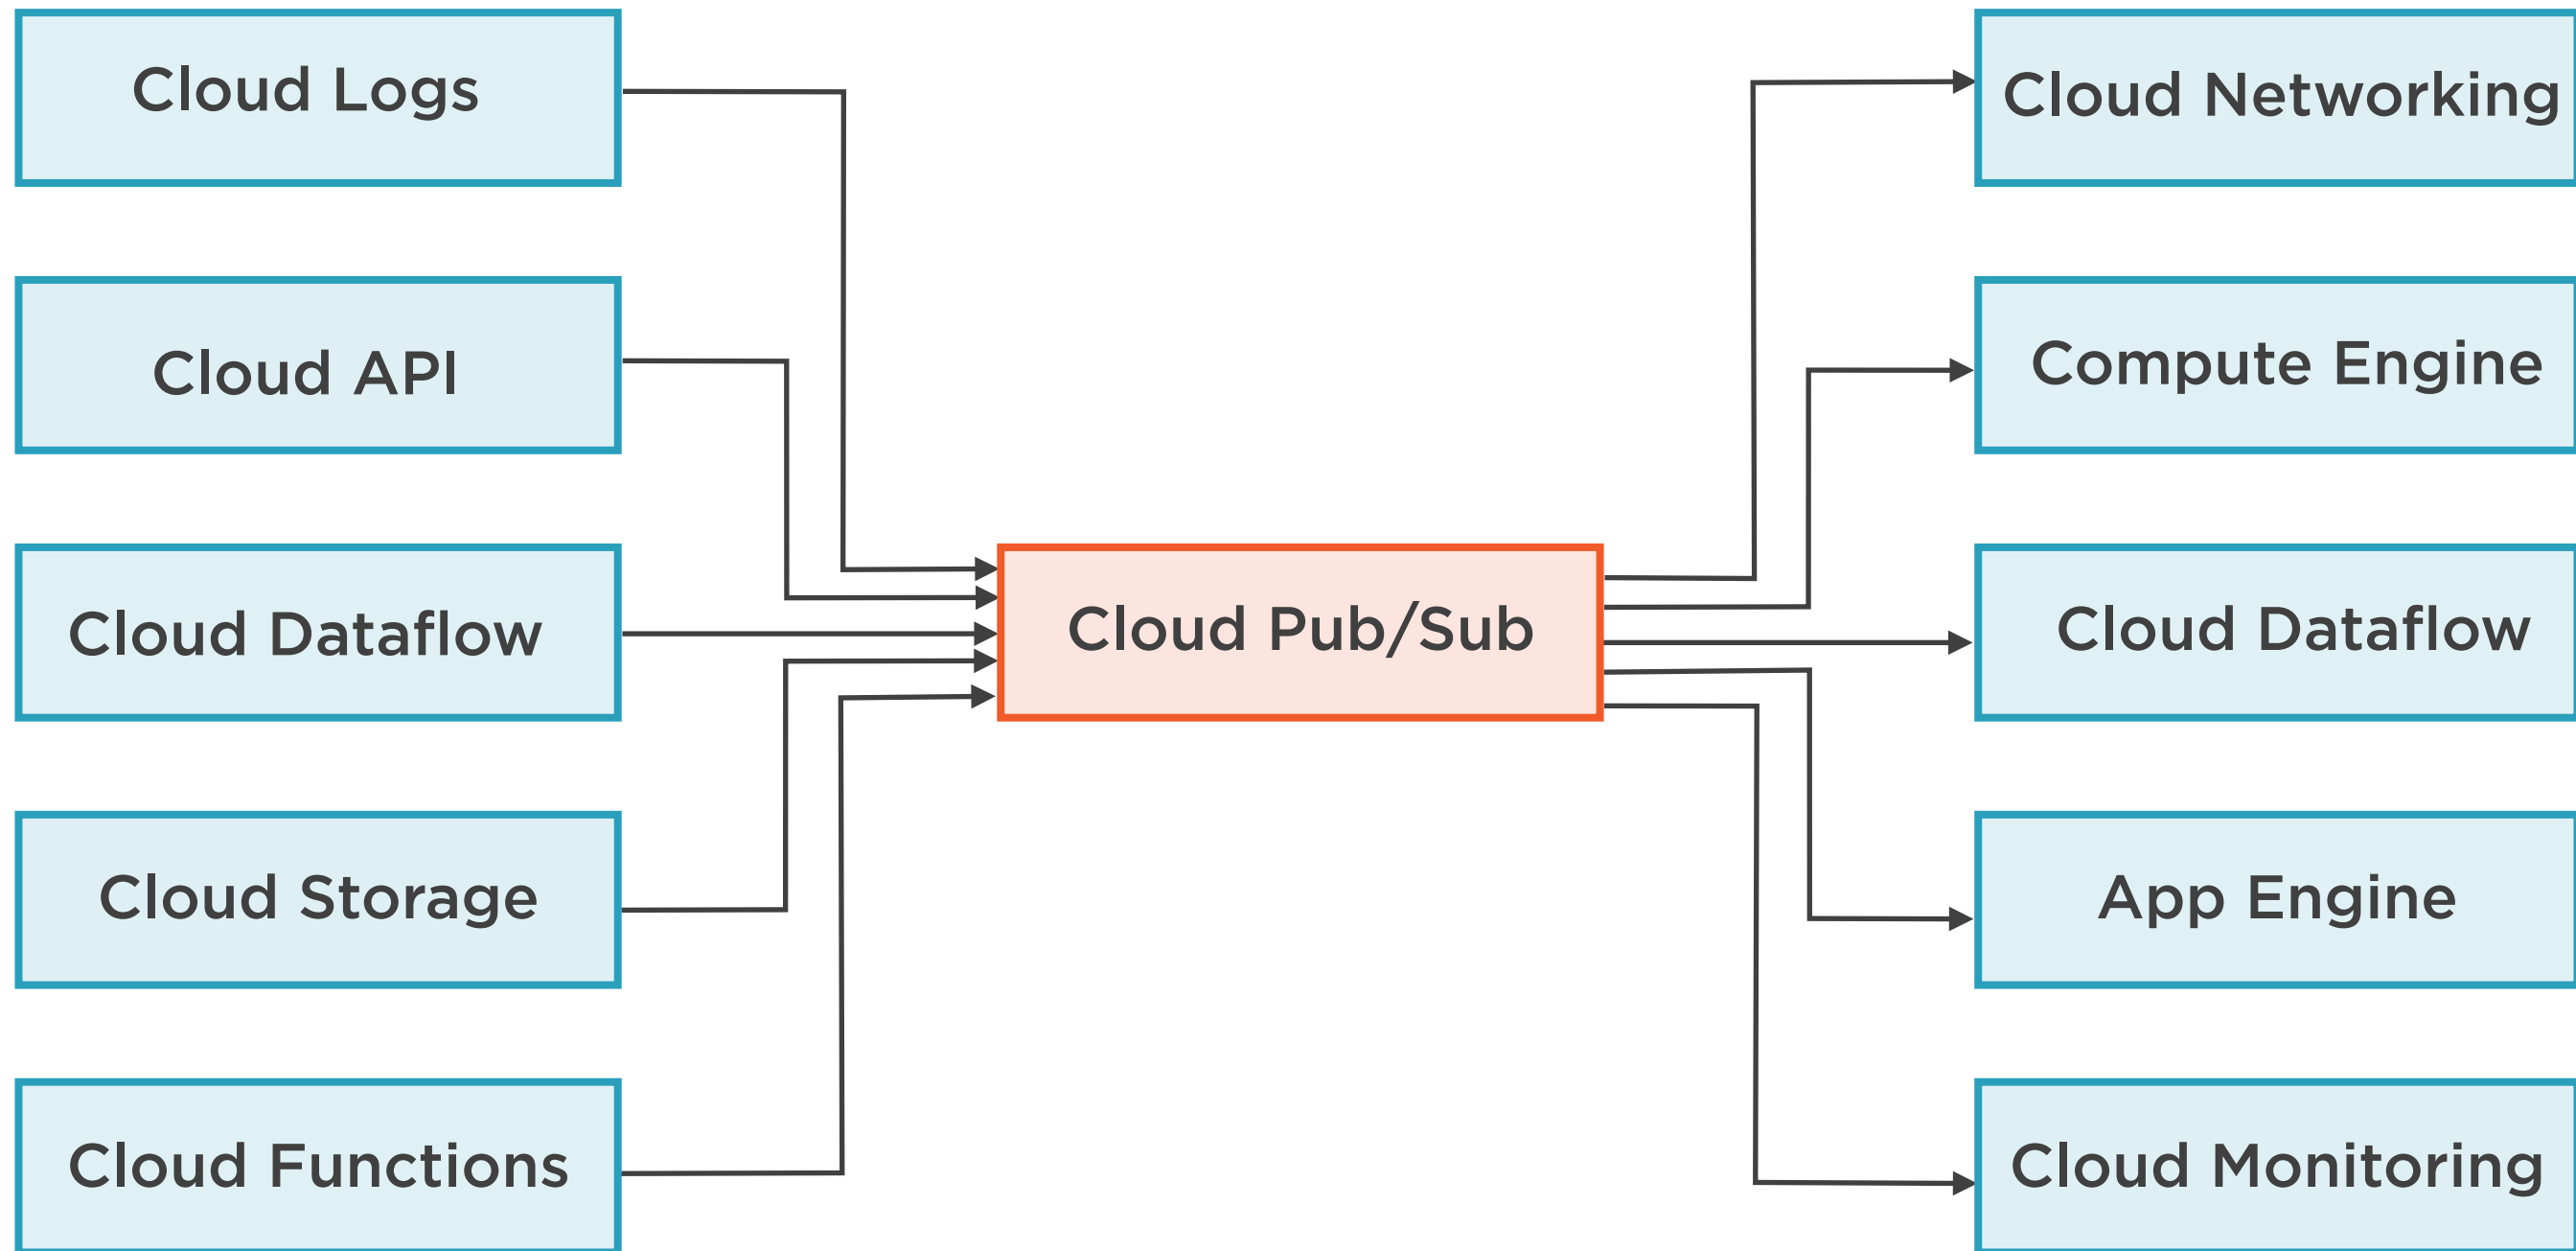 Cloud Logs
Cloud API
Cloud Dataflow
Cloud Storage
Cloud Functions
Cloud Pub/Sub
Cloud Networking
Compute Engine
Cloud Dataflow
App Engine
Cloud Monitoring